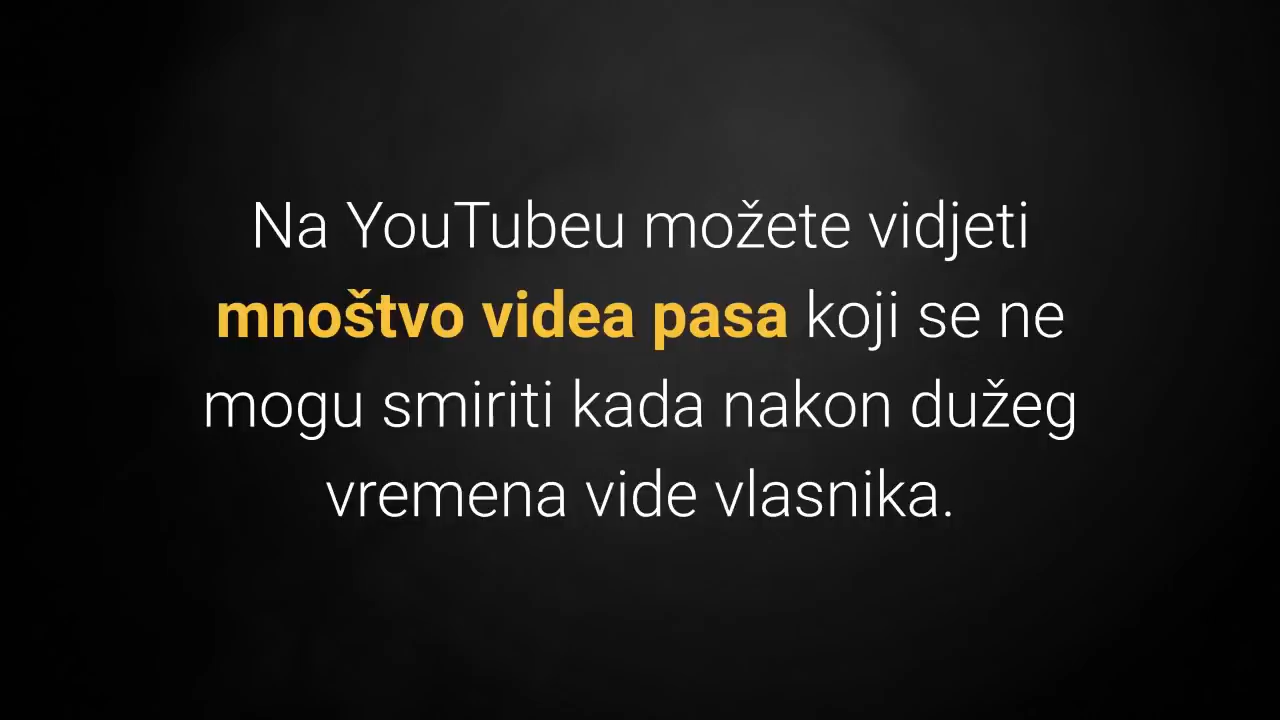 Na YouTubeu možete vidjeti
mnoštvo videa pasa koji se ne
mogu smiriti kada nakon dužeg
vremena vide vlasnika.